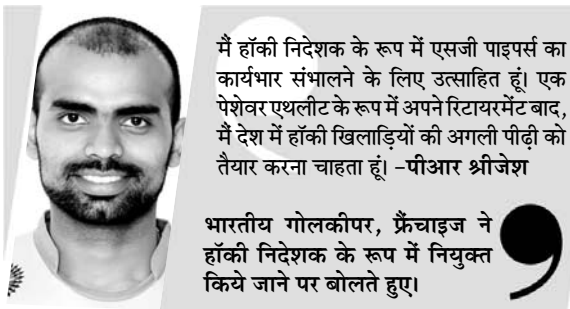 मैं हॉकी निदेशक के रूप में एसजी पाइपर्स का
कार्यभार संभालने के लिए उत्साहित हूं। एक
पेशेवर एथलीट के रूप में अपने रिटायरमेंट बाद,
मैं देश में हॉकी खिलाड़ियों की अगली पीढ़ी को
तैयार करना चाहता हूं। –पीआर श्रीजेश
भारतीय गोलकीपर, फ्रैंचाइज ने
हॉकी निदेशक के रूप में नियुक्त
किये जाने पर बोलते हुए।